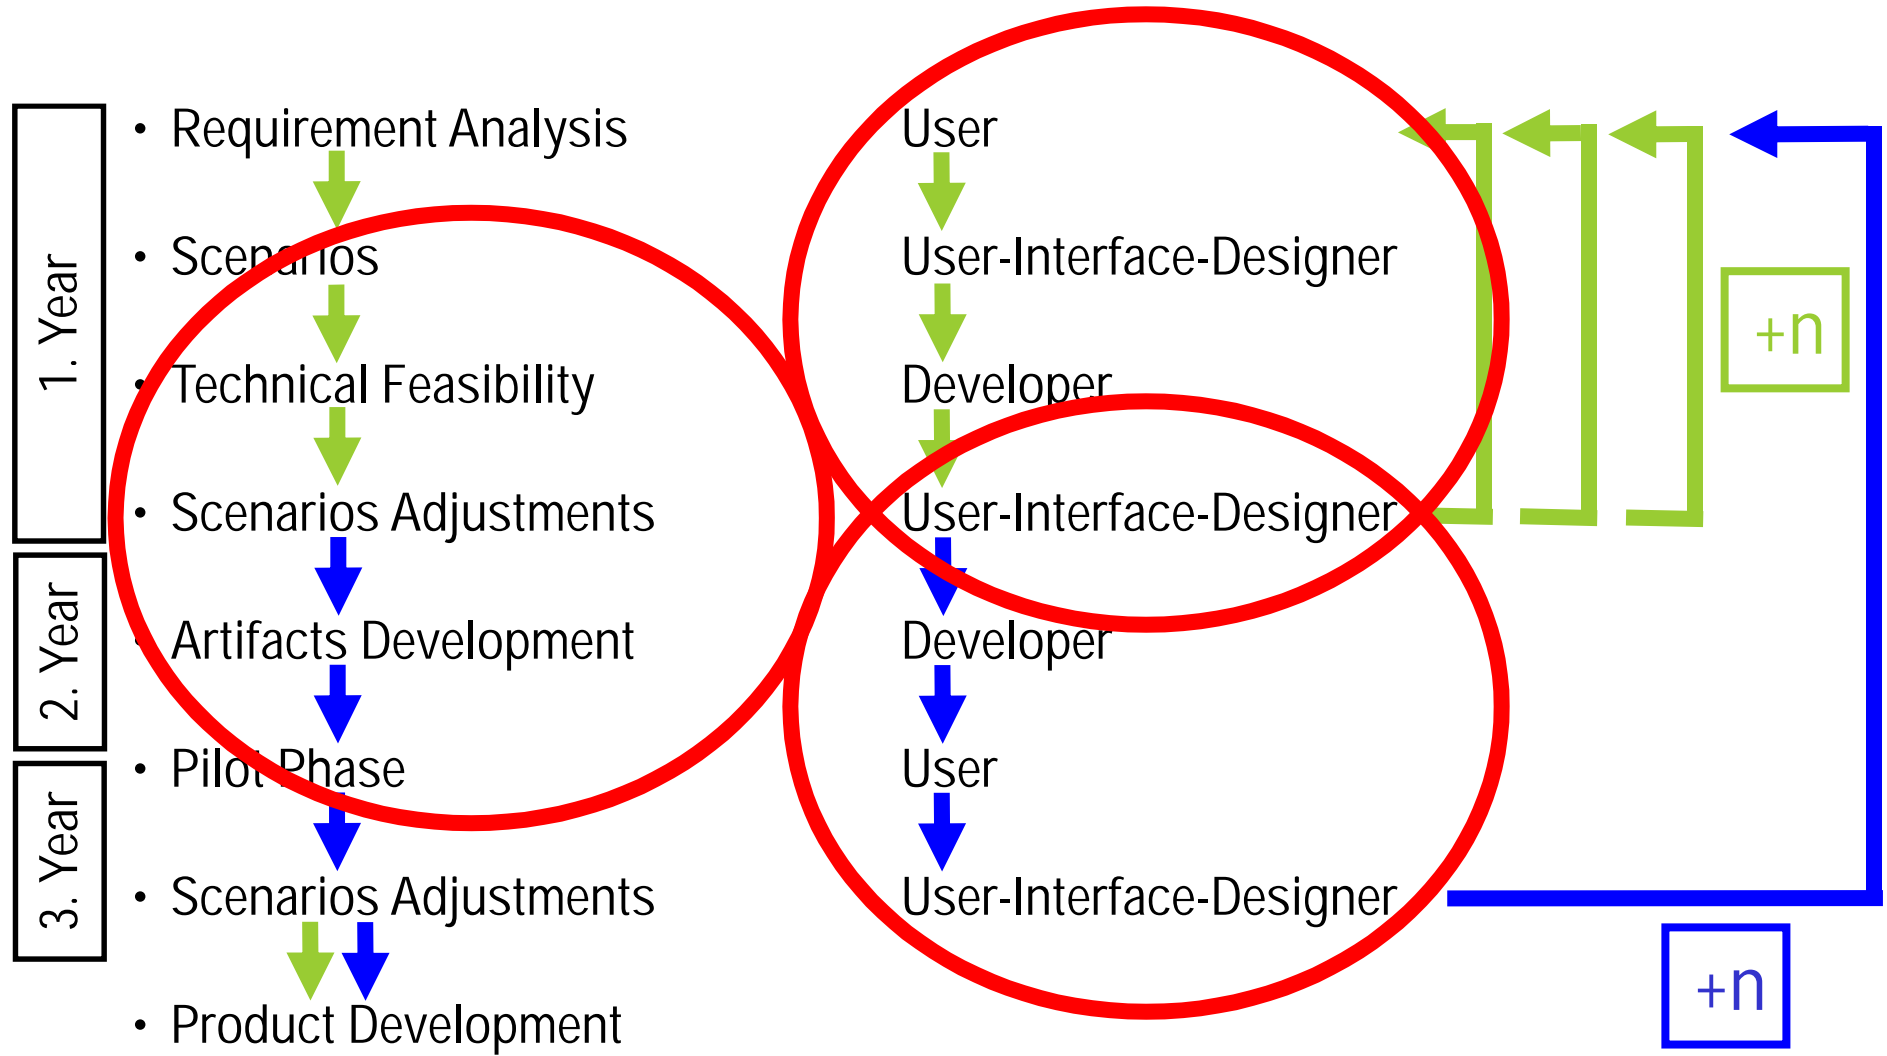 1. Year
• Requirement Analysis User
• Scenarios User-Interface-Designer
+n
• Technical Feasibility Developer
• Scenarios Adjustments User-Interface-Designer
2. Year
• Artifacts Development Developer
3. Year
• Pilot Phase User
• Scenarios Adjustments User-Interface-Designer
+n
• Product Development